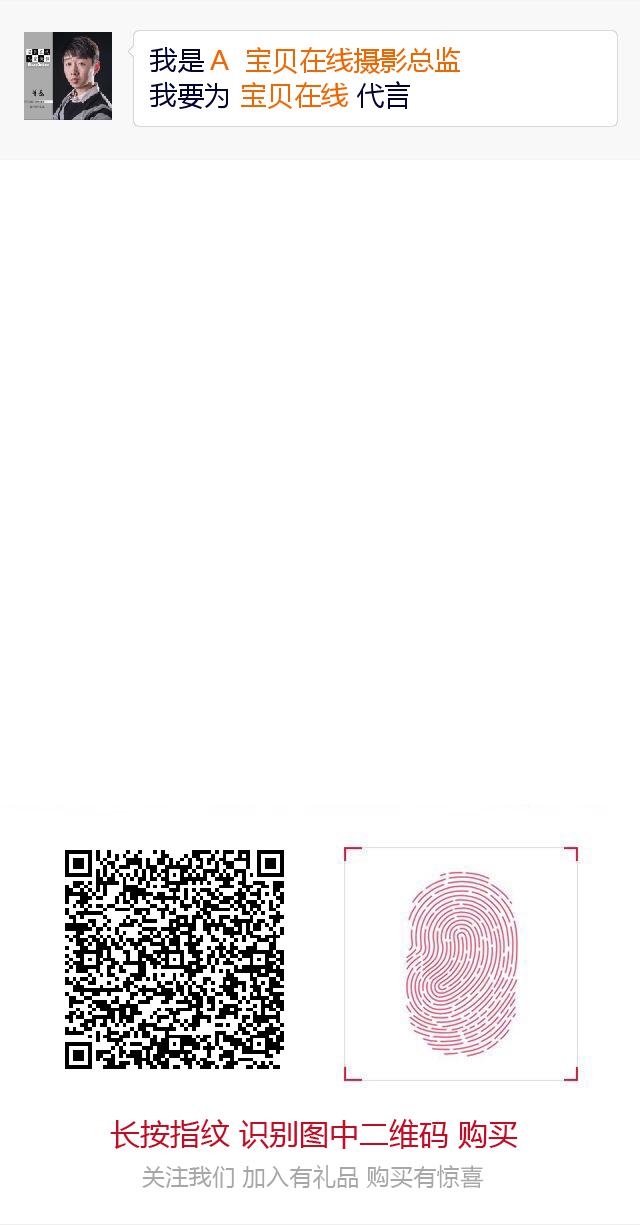 我是 A 宝贝在线摄影总监
我要为 宝贝在线 代言
长按指纹 识别图中二维码 购买
关注我们 加入有礼品 购买有惊喜